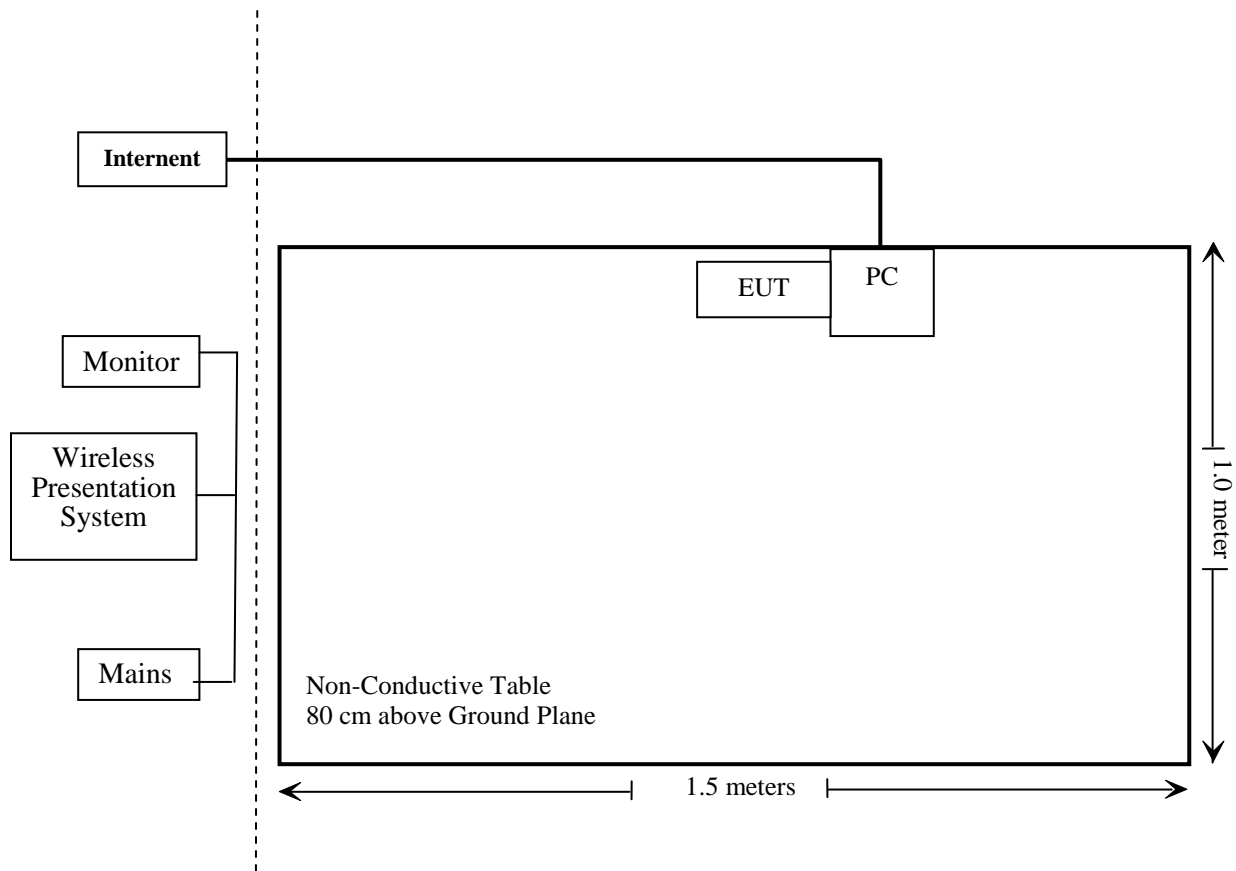 Internent
EUT
PC
Monitor
Wireless
Presentation
System
Mains
1.0 meter
Non-Conductive Table
80 cm above Ground Plane
1.5 meters